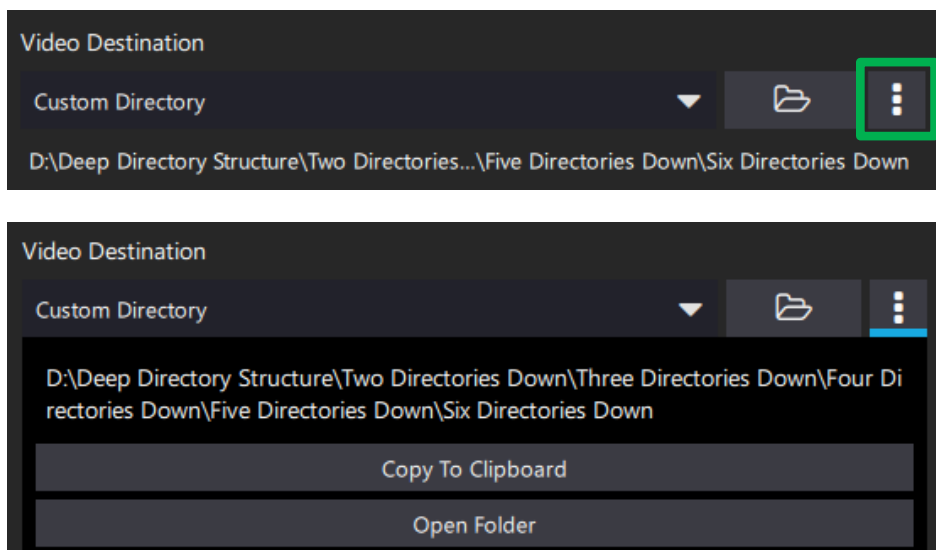 Video Destination
Custom Directory
D:\Deep Directory Structure\Two Directories...\Five Directories Down\Six Directories Down
Video Destination
Custom Directory
D:\Deep Directory Structure\Two Directories Down\Three Directories Down\Four Di
rectories Down\Five Directories Down\Six Directories Down
Copy To Clipboard
Open Folder